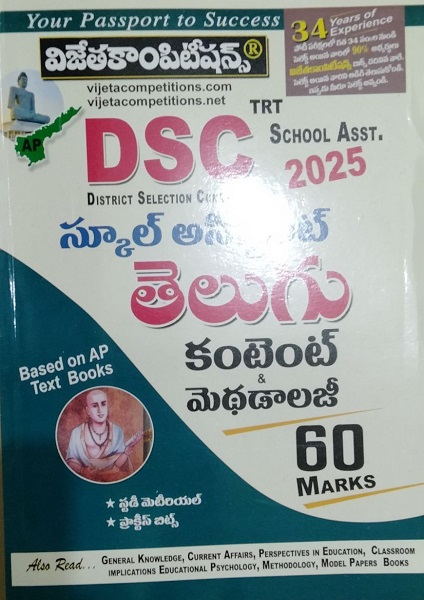 Your Passport to Success
విజేతకాంపిటీషన్స్®
vijetacompetitions.com
vijetacompetitions.net
34 Years of
Experience
AP
DSC TRT
SCHOOL ASST.
2025
DISTRICT SELECTION
స్కూల్
తెలుగు
కంటెంట్
&
మెథడాలజీ
Based on AP
Text Books
60
MARKS
★ స్టడీ మెటీరియల్
★ ప్రాక్టీస్ బిట్స్
Also Read... GENERAL KNOWLEDGE, CURRENT AFFAIRS, PERSPECTIVES IN EDUCATION, CLASSROOM
IMPLICATIONS EDUCATIONAL PSYCHOLOGY, METHODOLOGY, MODEL PAPERS BOOKS